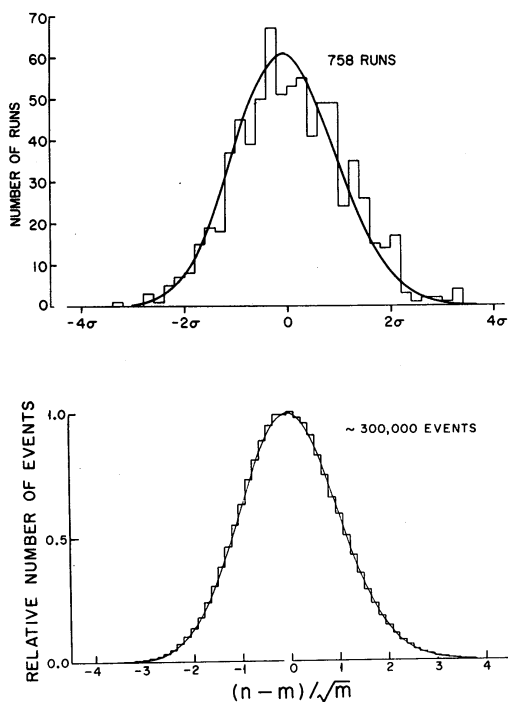 70
60
50
40
30
20
10
0
NUMBER OF RUNS
758 RUNS
-4σ -2σ 0 2σ 4σ
1.0
0.5
0.0
RELATIVE NUMBER OF EVENTS
~ 300,000 EVENTS
-4 -3 -2 -1 0 1 2 3 4
(n-m)/√m